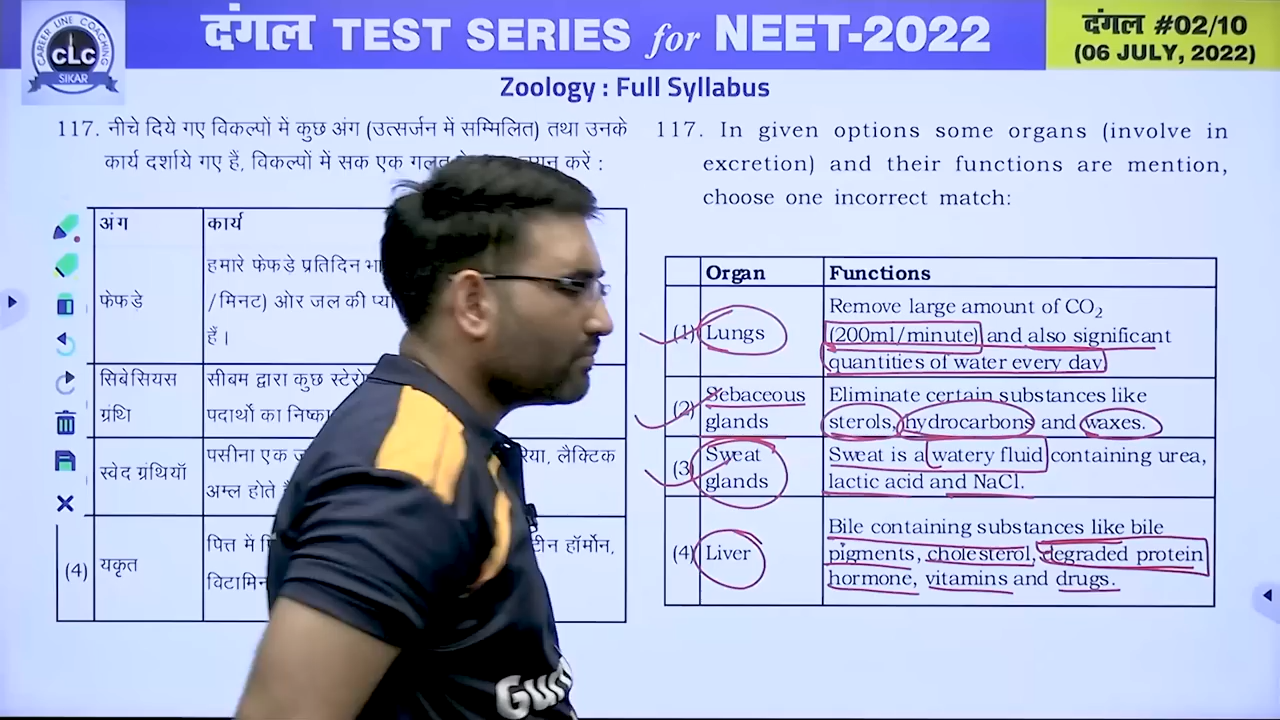 CAREER LINE COACHING
CLC
SIKAR
दंगल TEST SERIES for NEET-2022
दंगल #02/10
(06 JULY, 2022)
Zoology : Full Syllabus
117. नीचे दिये गए विकल्पों में कुछ अंग (उत्सर्जन में सम्मिलित) तथा उनके
कार्य दर्शाये गए हैं, विकल्पों में सक एक गलत करें :
अंग कार्य
हमारे फेफडे प्रतिदिन
फेफड़े /मिनट) ओर जल की
हैं ।
सिबेसियस सीबम द्वारा कुछ
ग्रंथि पदार्थो का
स्वेद ग्रथियॉ पसीना एक लैक्टिक
अम्ल होते
(4) यकृत पित्त में हॉर्मोन,
117. In given options some organs (involve in
excretion) and their functions are mention,
choose one incorrect match:
Organ Functions
(1) Lungs Remove large amount of CO₂
(200ml/minute) and also significant
quantities of water every day
(2) Sebaceous glands Eliminate certain substances like
sterols, hydrocarbons and waxes.
(3) Sweat glands Sweat is a watery fluid containing urea,
lactic acid and NaCl.
(4) Liver Bile containing substances like bile
pigments, cholesterol, degraded protein
hormone, vitamins and drugs.